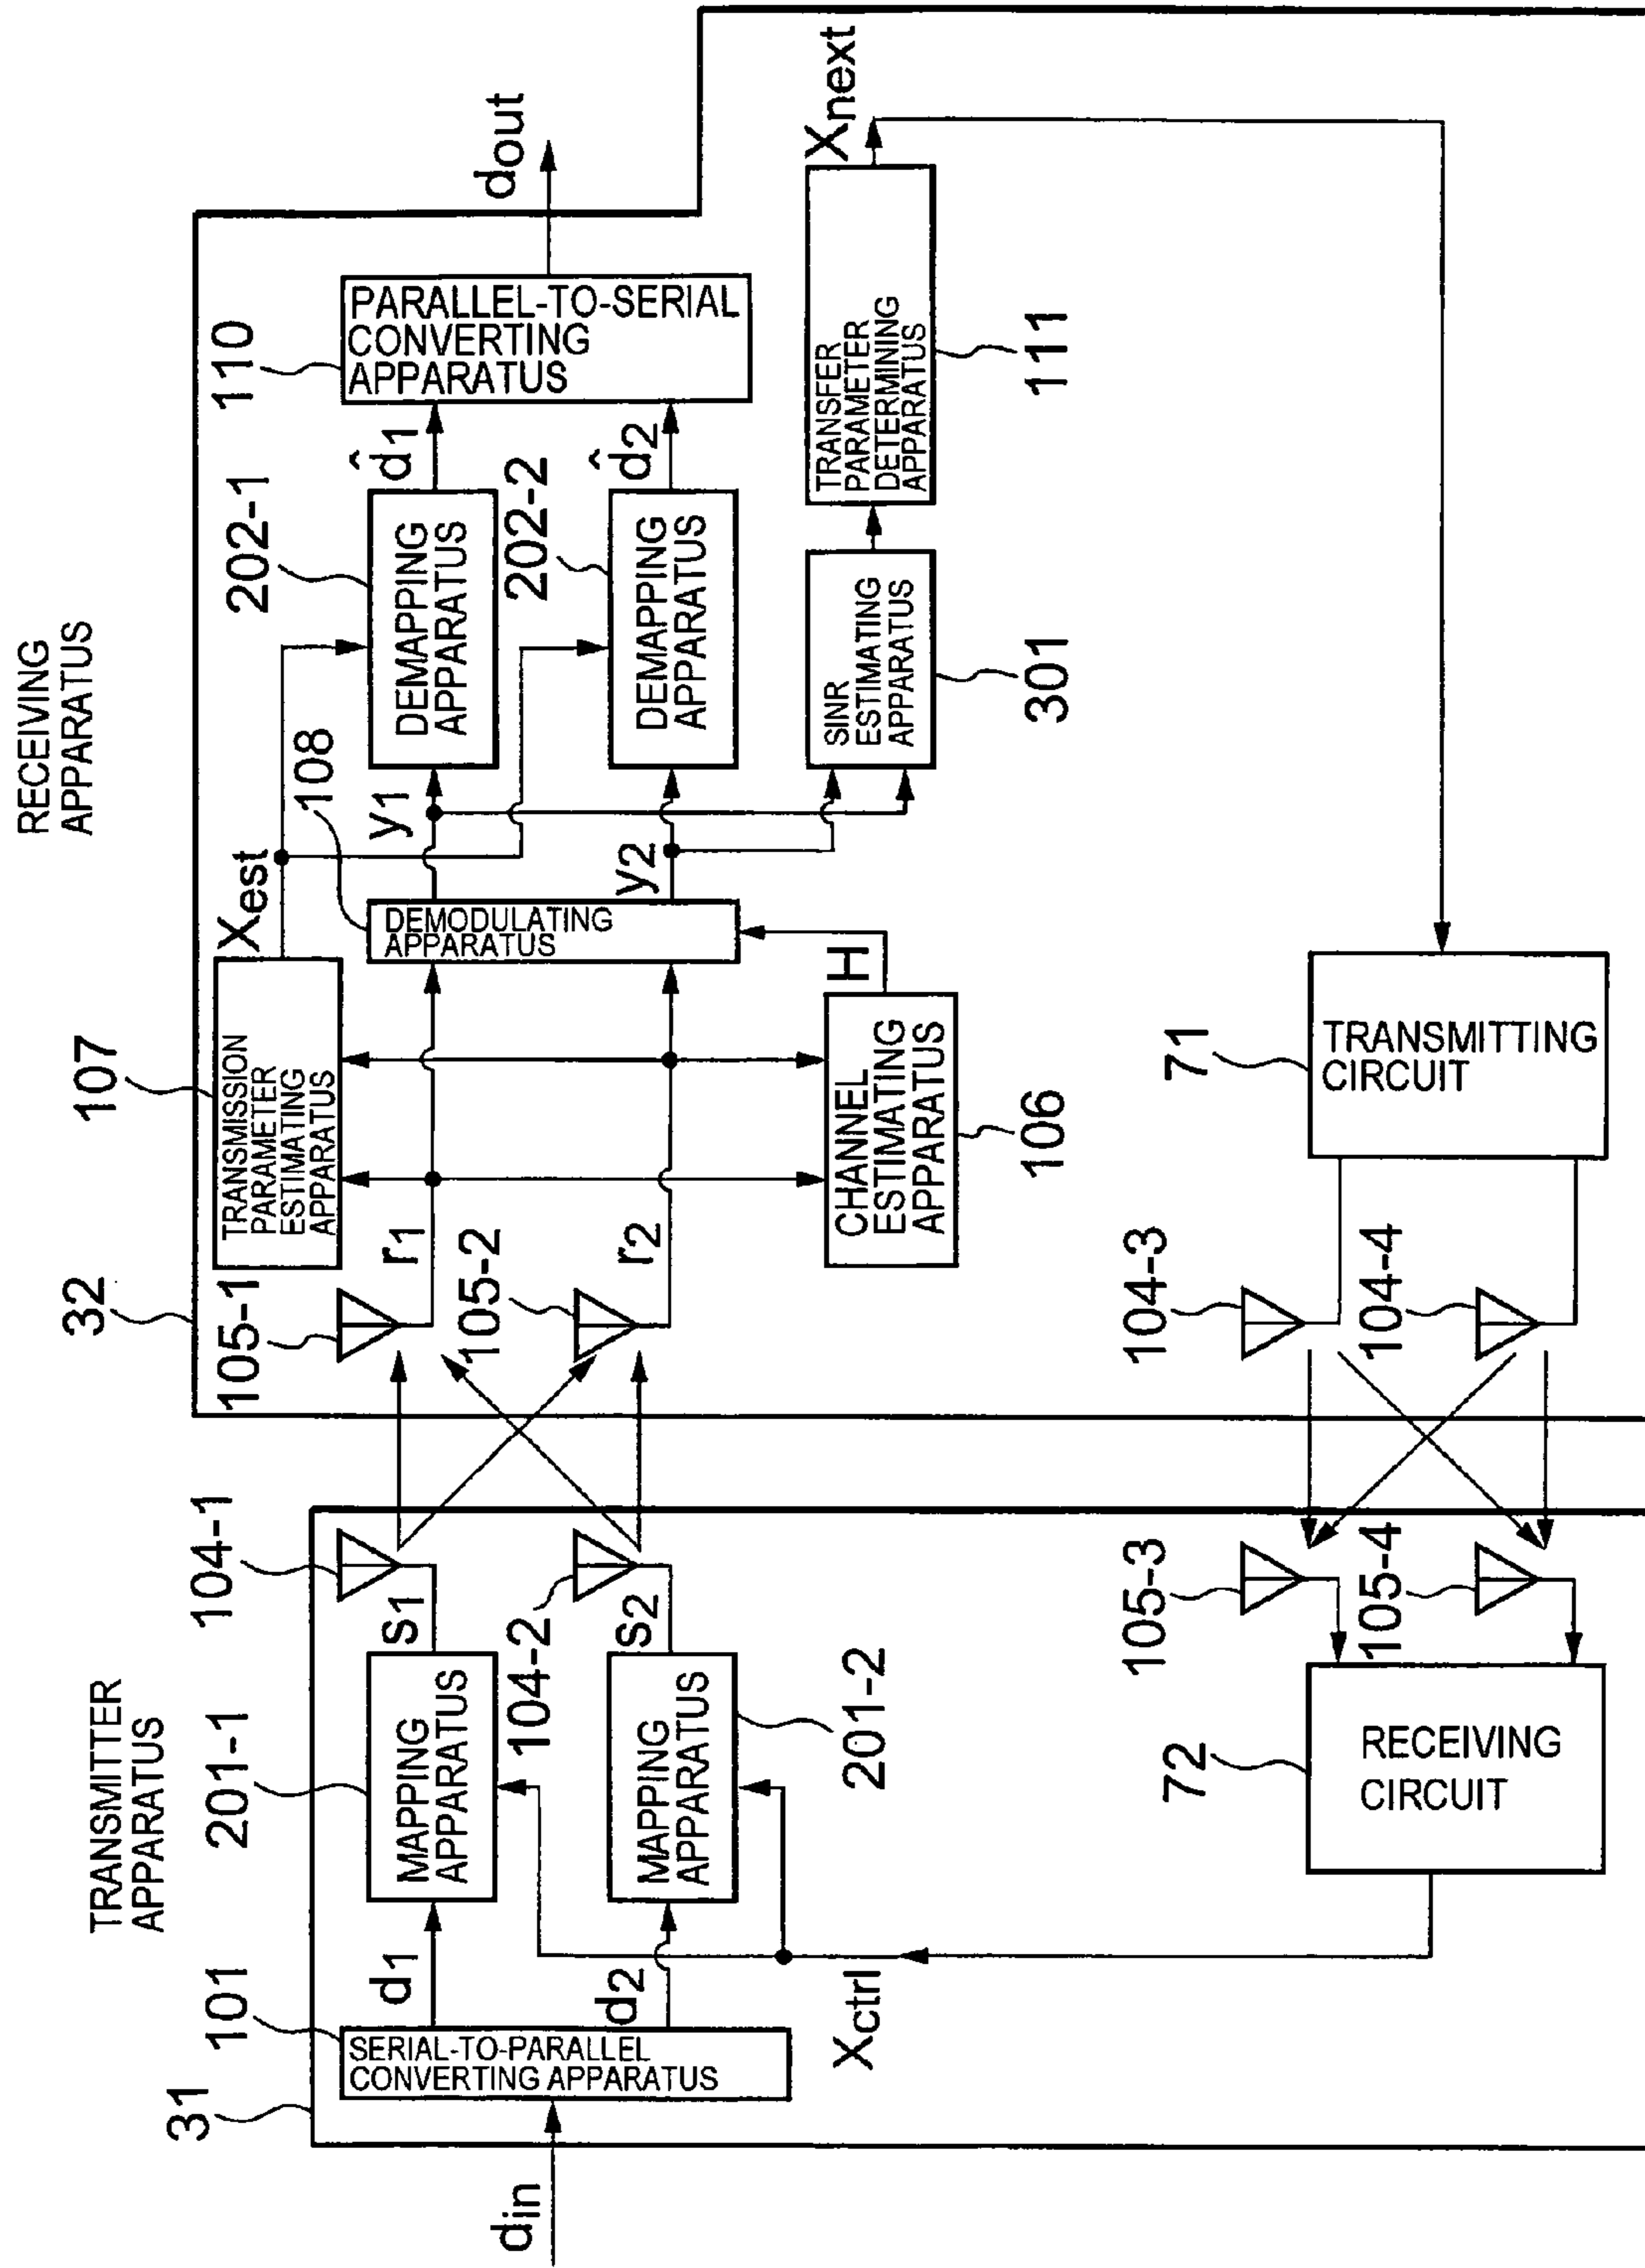 TRANSMITTER
APPARATUS
RECEIVING
APPARATUS
31
101
201-1
104-1
32
105-1
107
108
202-1
110
din
SERIAL-TO-PARALLEL
CONVERTING APPARATUS
d1
d2
MAPPING
APPARATUS
s1
104-2
MAPPING
APPARATUS
s2
201-2
Xctrl
r1
105-2
r2
TRANSMISSION
PARAMETER
ESTIMATING
APPARATUS
Xest
DEMODULATING
APPARATUS
y1
y2
H
CHANNEL
ESTIMATING
APPARATUS
106
DEMAPPING
APPARATUS
d̂1
202-2
DEMAPPING
APPARATUS
d̂2
PARALLEL-TO-SERIAL
CONVERTING
APPARATUS
dout
SINR
ESTIMATING
APPARATUS
301
TRANSFER
PARAMETER
DETERMINING
APPARATUS
111
Xnext
72
RECEIVING
CIRCUIT
105-3
105-4
104-3
104-4
71
TRANSMITTING
CIRCUIT